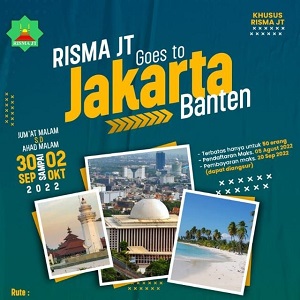 KHUSUS
RISMA JT
RISMA JT
RISMA JT Goes to
Jakarta
Banten
JUM'AT MALAM
S.D
AHAD MALAM
30 SAMPAI 02
SEP OKT
2022
- Terbatas hanya untuk 50 orang
- Pendaftaran Maks. 05 Agust 2022
- Pembayaran maks. 20 Sep 2022
(dapat diangsur)
Rute :